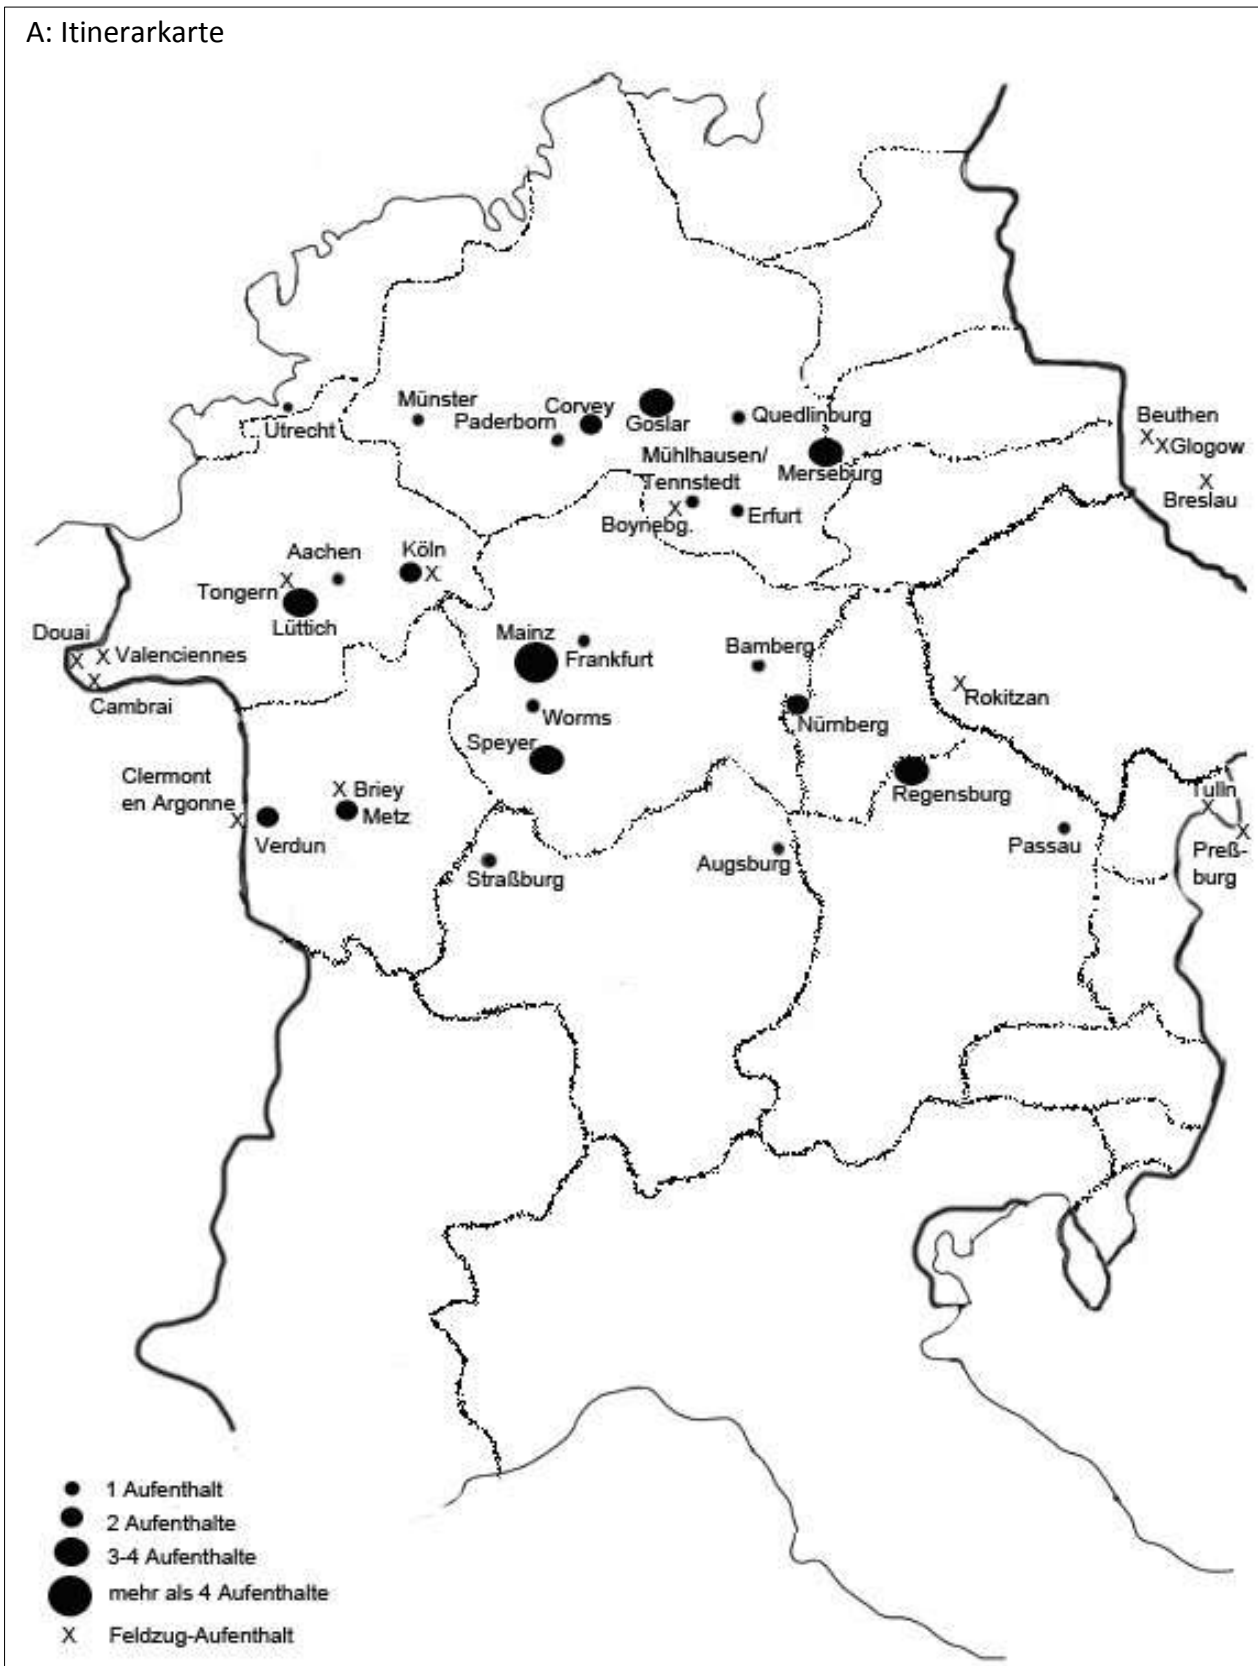 A: Itinerarkarte
Münster
Corvey
Paderborn
Goslar
Quedlinburg
Utrecht
Beuthen
Glogow
Mühlhausen/
Tennstedt
Merseburg
Breslau
Boynebg.
Erfurt
Aachen
Köln
Tongern
Lüttich
Douai
Valenciennes
Cambrai
Mainz
Frankfurt
Bamberg
Rokitzan
Worms
Nürnberg
Speyer
Clermont
en Argonne
Briey
Metz
Regensburg
Tulln
Verdun
Straßburg
Augsburg
Passau
Preß-
burg
1 Aufenthalt
2 Aufenthalte
3-4 Aufenthalte
mehr als 4 Aufenthalte
X Feldzug-Aufenthalt